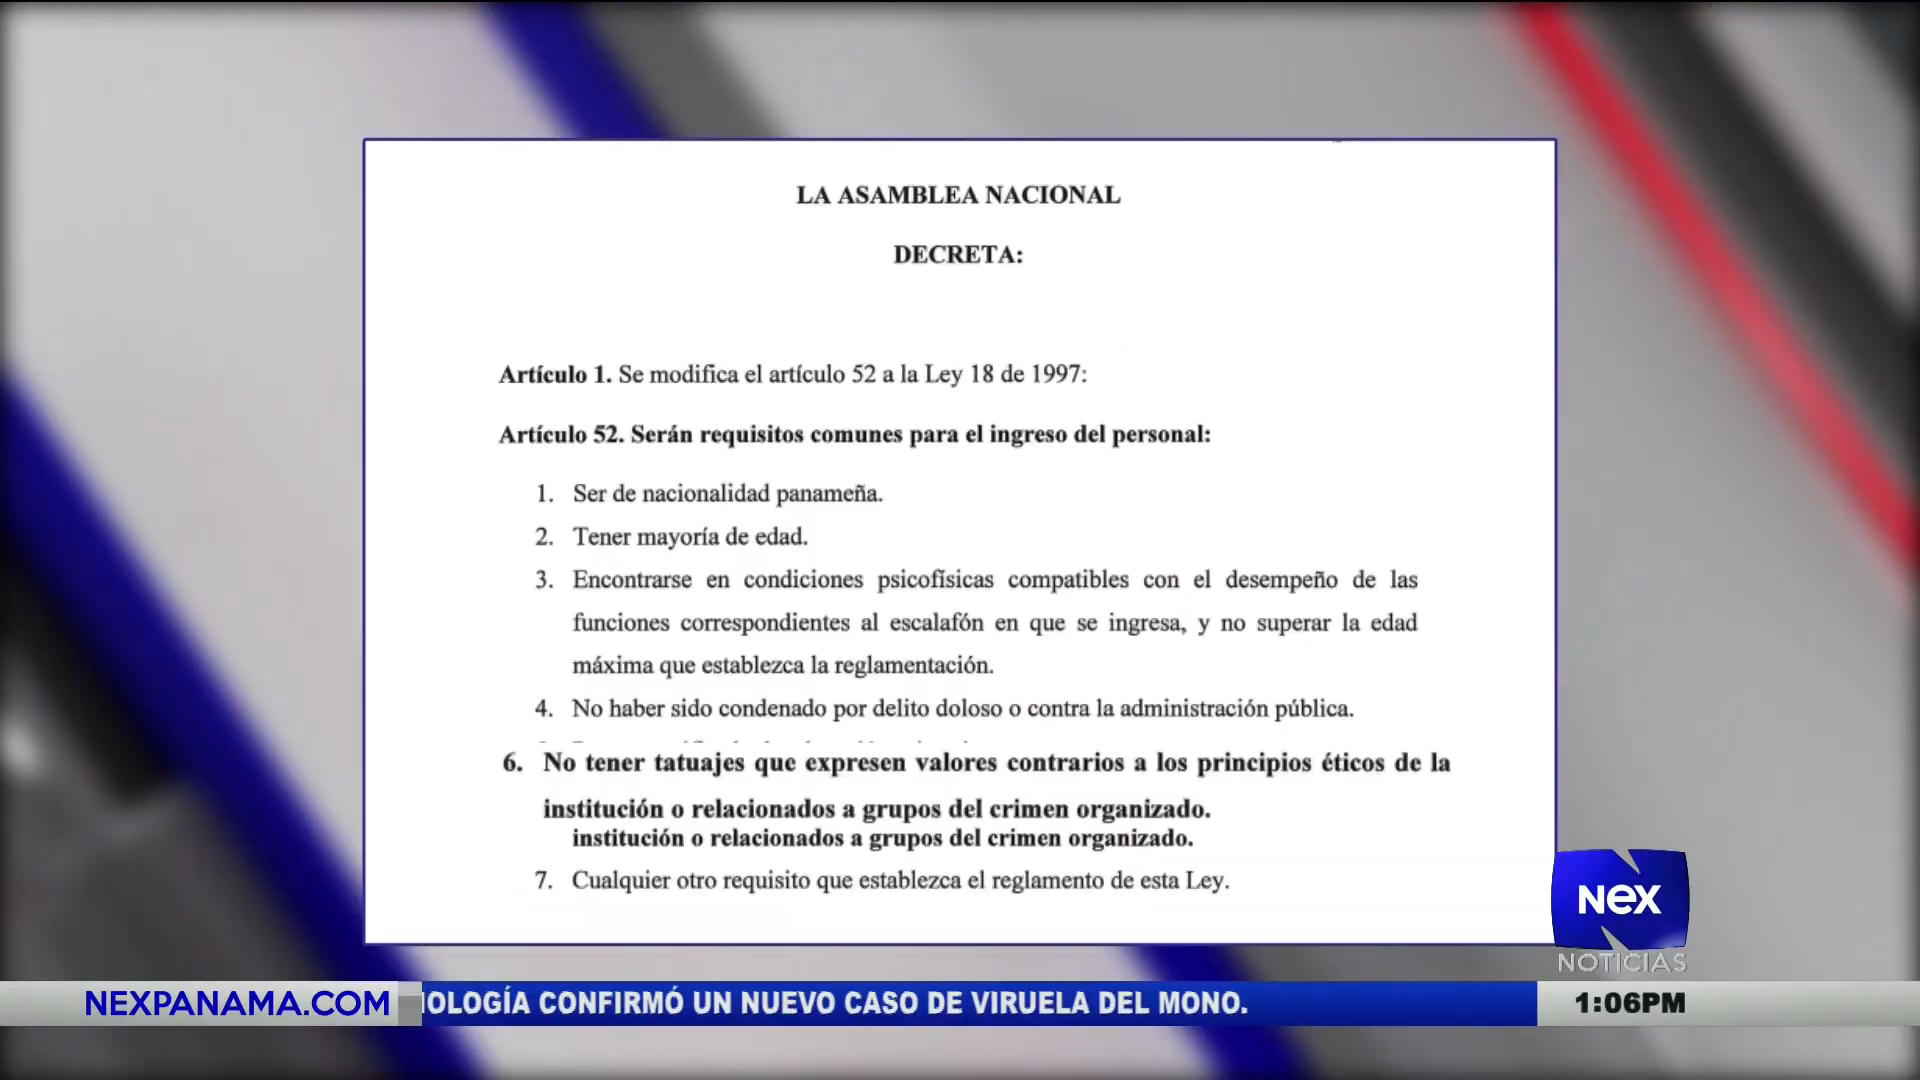 LA ASAMBLEA NACIONAL
DECRETA:
Artículo 1. Se modifica el artículo 52 a la Ley 18 de 1997:
Artículo 52. Serán requisitos comunes para el ingreso del personal:
1. Ser de nacionalidad panameña.
2. Tener mayoría de edad.
3. Encontrarse en condiciones psicofísicas compatibles con el desempeño de las
funciones correspondientes al escalafón en que se ingresa, y no superar la edad
máxima que establezca la reglamentación.
4. No haber sido condenado por delito doloso o contra la administración pública.
6. No tener tatuajes que expresen valores contrarios a los principios éticos de la
institución o relacionados a grupos del crimen organizado.
institución o relacionados a grupos del crimen organizado.
7. Cualquier otro requisito que establezca el reglamento de esta Ley.
Nex
NOTICIAS
NEXPANAMA.COM
IOLOGÍA CONFIRMÓ UN NUEVO CASO DE VIRUELA DEL MONO.
1:06PM